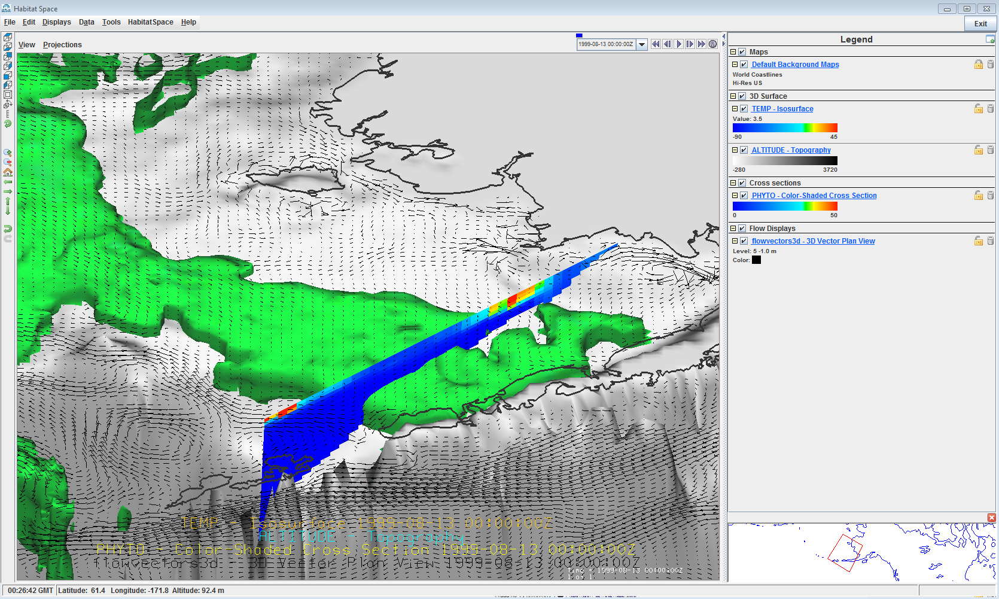 asa Habitat Space
File Edit Displays Data Tools HabitatSpace Help
Exit
View Projections
1999-08-13 00:00:00Z
Legend
Maps
Default Background Maps
World Coastlines
Hi-Res US
3D Surface
TEMP - Isosurface
Value: 3.5
-90 45
ALTITUDE - Topography
-280 3720
Cross sections
PHYTO - Color-Shaded Cross Section
0 50
Flow Displays
flowvectors3d - 3D Vector Plan View
Level: 5 -1.0 m
Color:
TEMP - Isosurface 1999-08-13 00:00:00Z
ALTITUDE - Topography
PHYTO - Color-Shaded Cross Section 1999-08-13 00:00:00Z
flowvectors3d - 3D Vector Plan View 1999-08-13 00:00:00Z
Time = 1999-08-13 00:00:00Z
1 of 1
00:26:42 GMT Latitude: 61.4 Longitude: -171.8 Altitude: 92.4 m